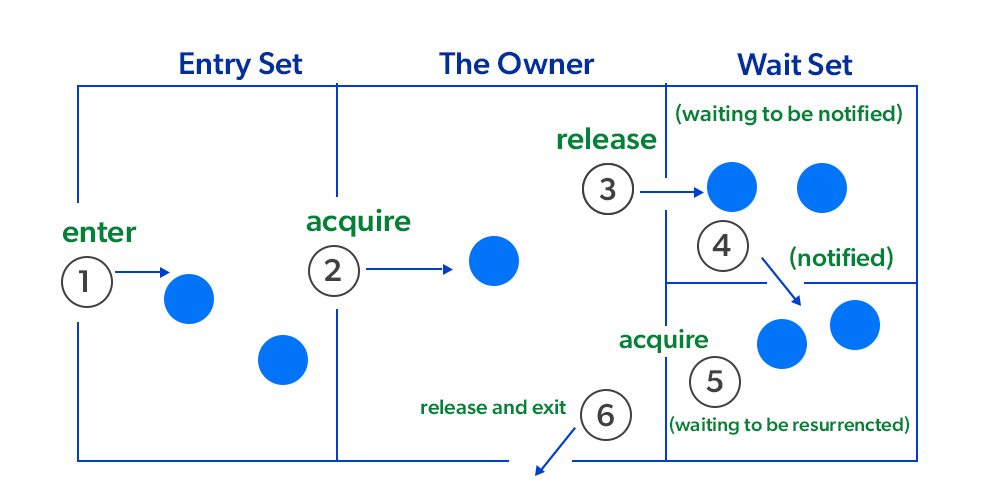 Entry Set
The Owner
Wait Set
(waiting to be notified)
release
3
enter
1
acquire
2
4
(notified)
acquire
5
release and exit
6
(waiting to be resurrencted)